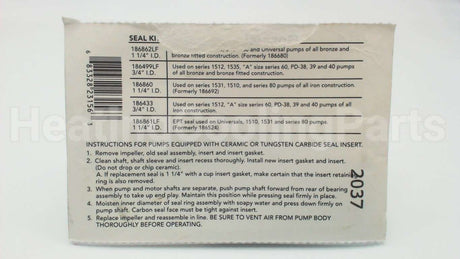 SEAL KI
186862LF
1 1/4" I.D.
and universal pumps of all bronze and
bronze fitted construction. (Formerly 186680)
186499LF
3/4" I.D.
Used on series 1512, 1535, "A" size series 60, PD-38, 39 and 40 pumps
of all bronze and bronze fitted construction.
186860
1 1/4" I.D.
Used on series 1531, 1510, and series 80 pumps of all iron construction
(Formerly 186692)
186433
3/4" I.D.
Used on series 1512, "A" size series 60, PD-38, 39 and 40 pumps of all
iron construction.
186861LF
1 1/4" I.D.
EPT seal used on Universals, 1510, 1531 and series 80 pumps.
(Formerly 186524)
INSTRUCTIONS FOR PUMPS EQUIPPED WITH CERAMIC OR TUNGSTEN CARBIDE SEAL INSERT.
1. Remove impeller, old seal assembly, insert and insert gasket.
2. Clean shaft, shaft sleeve and insert recess thoroughly. Install new insert gasket and insert.
(Do not drop or chip ceramic).
A. If replacement seal is 1 1/4" with a cup insert gasket, make certain that the insert retaining
ring is also removed.
3. When pump and motor shafts are separate, push pump shaft forward from rear of bearing
assembly to take up end play. Maintain this position while pressing seal firmly in place.
4. Moisten inner diameter of seal ring assembly with soapy water and press down firmly on
pump shaft. Carbon seal face must be tight against insert.
5. Replace impeller and reassemble in line. BE SURE TO VENT AIR FROM PUMP BODY
THOROUGHLY BEFORE OPERATING.
2037